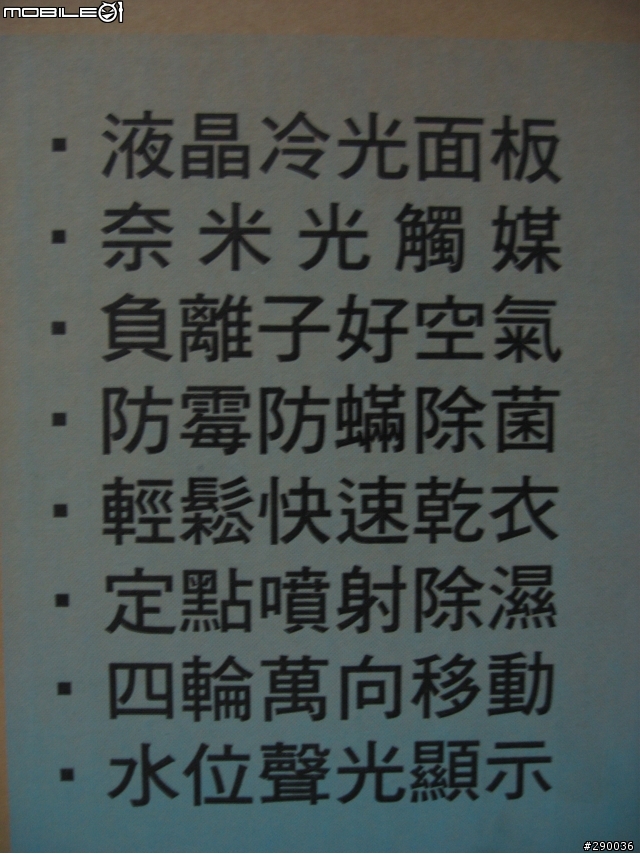 MOBILE01
▪ 液晶冷光面板
▪ 奈米光觸媒
▪ 負離子好空氣
▪ 防霉防蟎除菌
▪ 輕鬆快速乾衣
▪ 定點噴射除濕
▪ 四輪萬向移動
▪ 水位聲光顯示
#290036